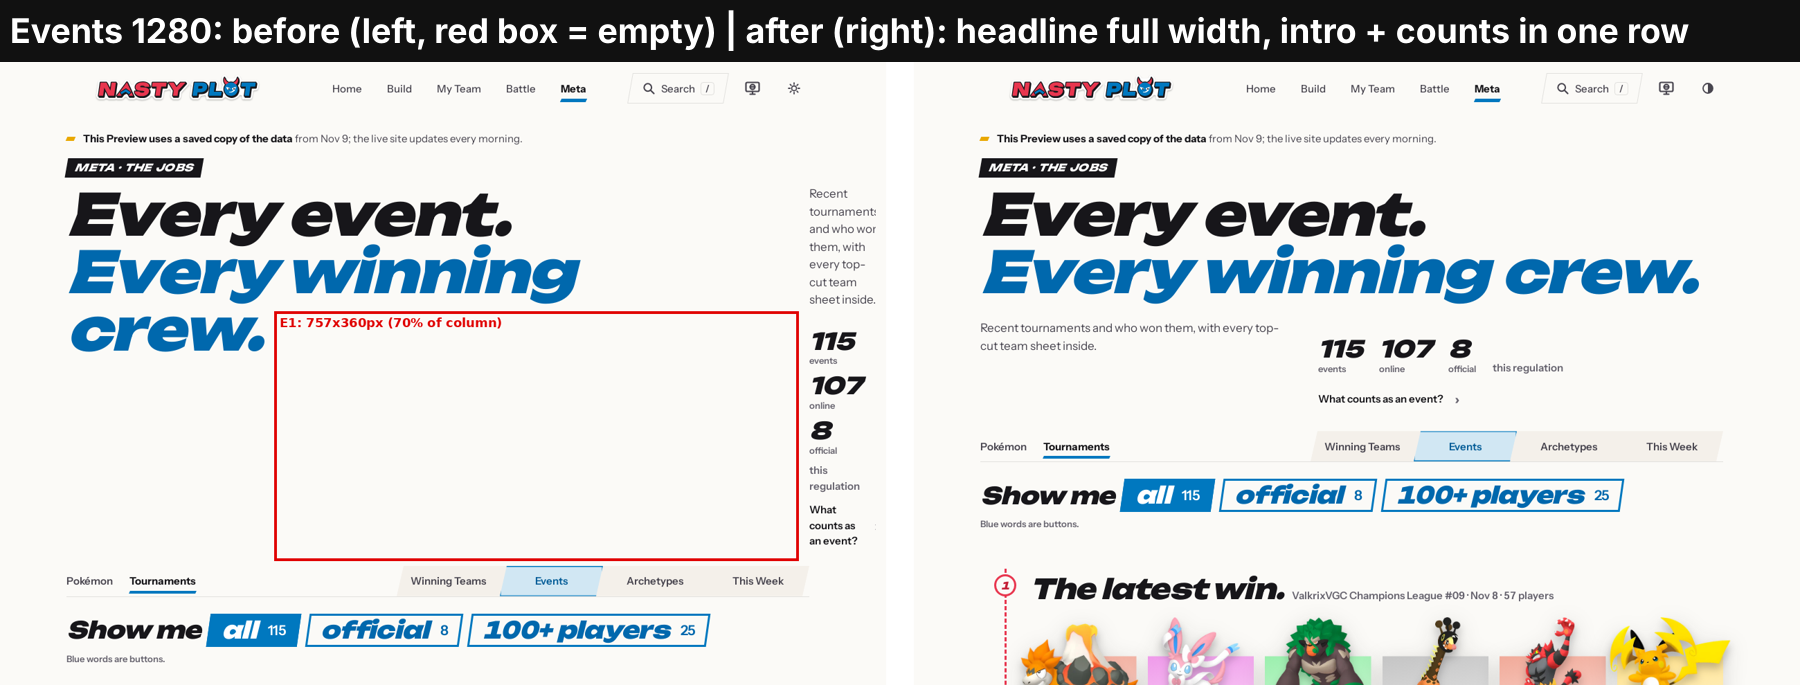 Events 1280: before (left, red box = empty) | after (right): headline full width, intro + counts in one row
NASTY PLOT
Home
Build
My Team
Battle
Meta
Search /
This Preview uses a saved copy of the data from Nov 9; the live site updates every morning.
META · THE JOBS
Every event.
Every winning
crew.
E1: 757x360px (70% of column)
Recent
tournaments
and who won
them, with
every top-
cut team
sheet inside.
115
events
107
online
8
official
this
regulation
What
counts as
an event?
Pokémon
Tournaments
Winning Teams
Events
Archetypes
This Week
Show me all 115 official 8 100+ players 25
Blue words are buttons.
NASTY PLOT
Home
Build
My Team
Battle
Meta
Search /
This Preview uses a saved copy of the data from Nov 9; the live site updates every morning.
META · THE JOBS
Every event.
Every winning crew.
Recent tournaments and who won them, with every top-
cut team sheet inside.
115 107 8
events online official this regulation
What counts as an event? ›
Pokémon
Tournaments
Winning Teams
Events
Archetypes
This Week
Show me all 115 official 8 100+ players 25
Blue words are buttons.
1
The latest win. ValkrixVGC Champions League #09 · Nov 8 · 57 players